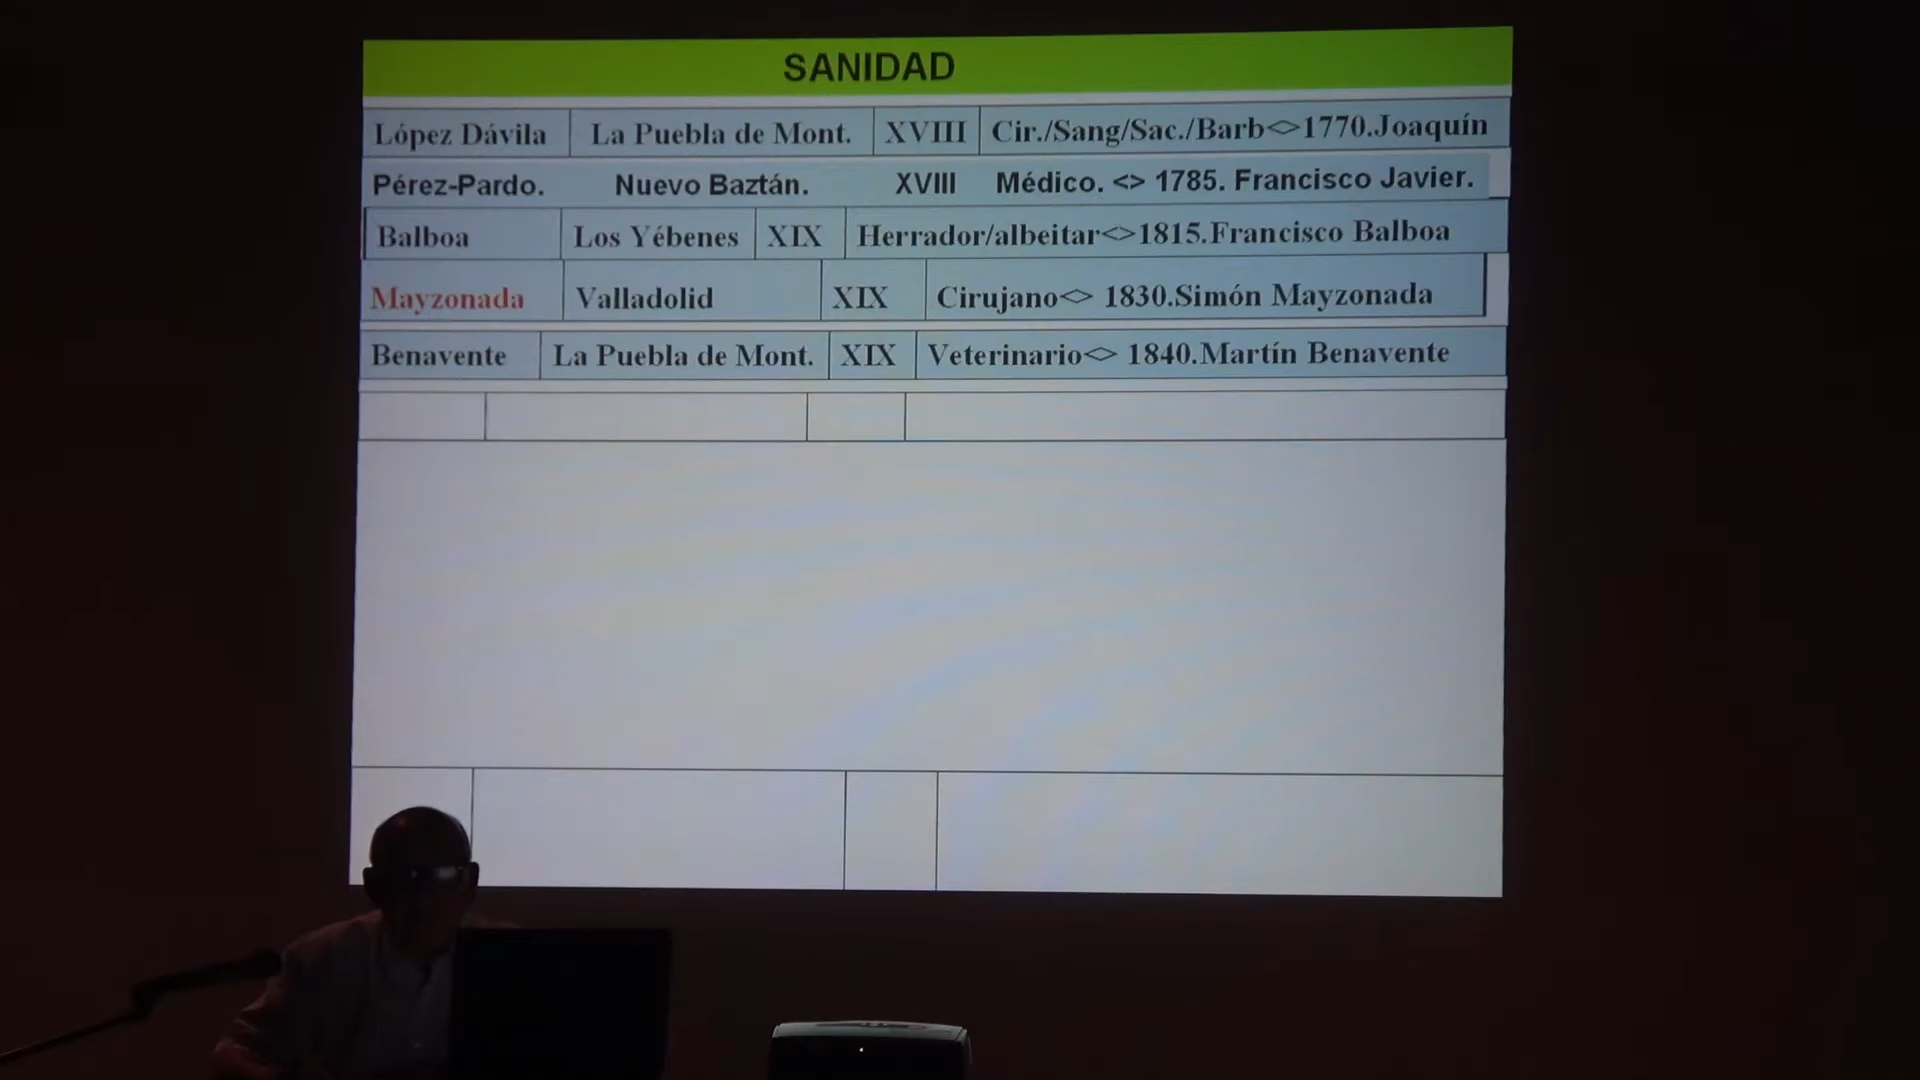 SANIDAD
López Dávila La Puebla de Mont. XVIII Cir./Sang/Sac./Barb<>1770.Joaquín
Pérez-Pardo. Nuevo Baztán. XVIII Médico. <> 1785. Francisco Javier.
Balboa Los Yébenes XIX Herrador/albeitar<>1815.Francisco Balboa
Mayzonada Valladolid XIX Cirujano<> 1830.Simón Mayzonada
Benavente La Puebla de Mont. XIX Veterinario<> 1840.Martín Benavente